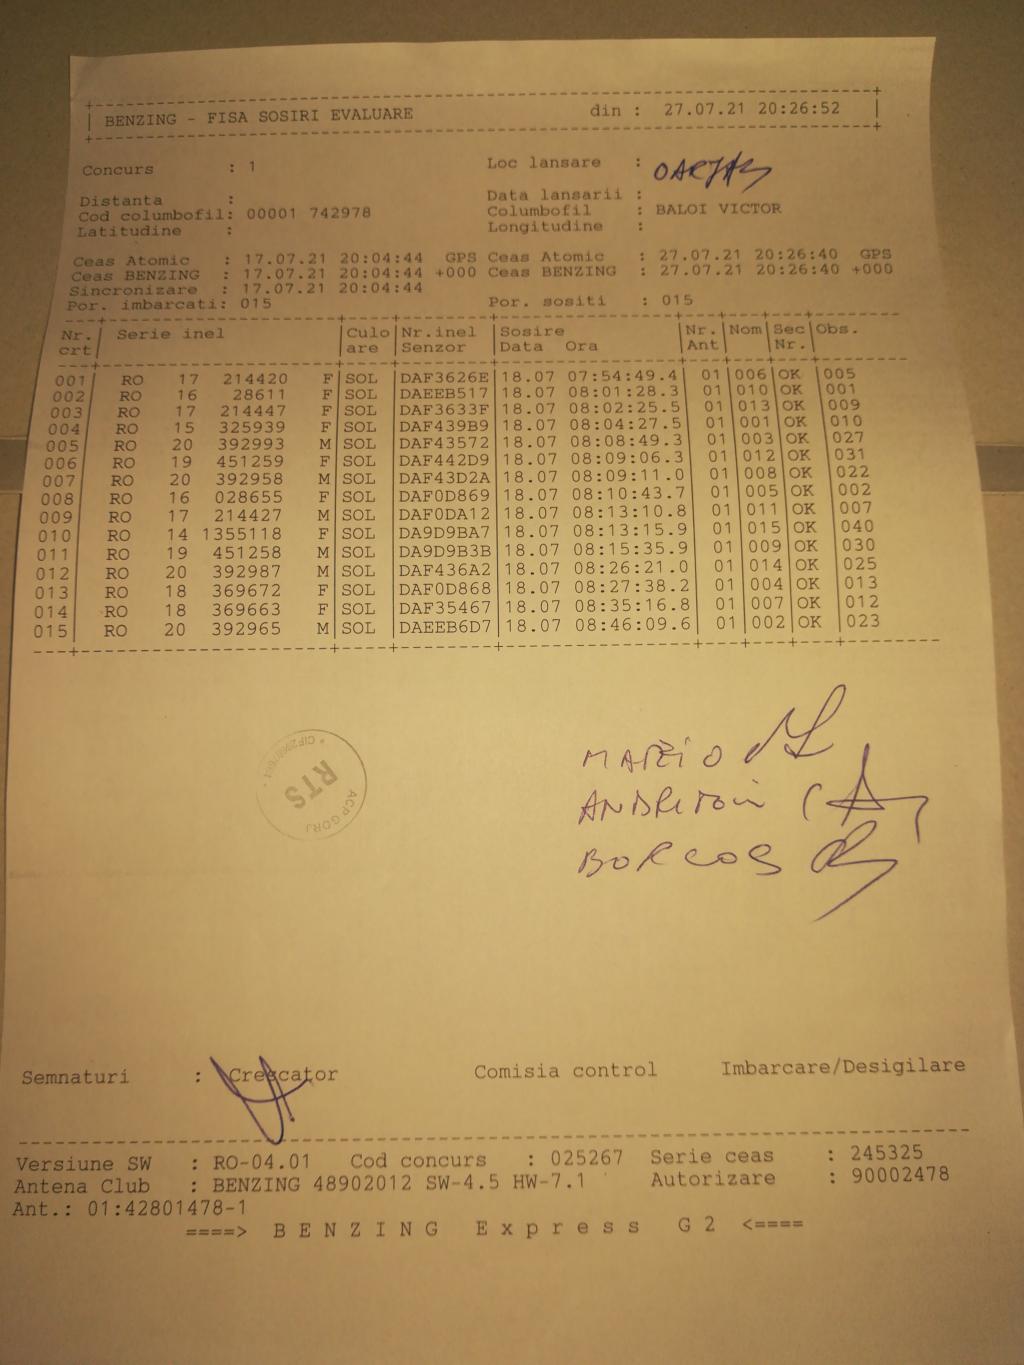 BENZING - FISA SOSIRI EVALUARE din : 27.07.21 20:26:52
Concurs : 1 Loc lansare :
Distanta : Data lansarii :
Cod columbofil: 00001 742978 Columbofil : BALOI VICTOR
Latitudine : Longitudine :
Ceas Atomic : 17.07.21 20:04:44 GPS Ceas Atomic : 27.07.21 20:26:40 GPS
Ceas BENZING : 17.07.21 20:04:44 +000 Ceas BENZING : 27.07.21 20:26:40 +000
Sincronizare : 17.07.21 20:04:44
Por. imbarcati: 015 Por. sositi : 015
Nr. Serie inel Culo Nr.inel Sosire Nr. Nom Sec Obs.
crt are Senzor Data Ora Ant Nr.
001 RO 17 214420 F SOL DAF3626E 18.07 07:54:49.4 01 006 OK 005
002 RO 16 28611 F SOL DAEEB517 18.07 08:01:28.3 01 010 OK 001
003 RO 17 214447 F SOL DAF3633F 18.07 08:02:25.5 01 013 OK 009
004 RO 15 325939 F SOL DAF439B9 18.07 08:04:27.5 01 001 OK 010
005 RO 20 392993 M SOL DAF43572 18.07 08:08:49.3 01 003 OK 027
006 RO 19 451259 F SOL DAF442D9 18.07 08:09:06.3 01 012 OK 031
007 RO 20 392958 M SOL DAF43D2A 18.07 08:09:11.0 01 008 OK 022
008 RO 16 028655 F SOL DAF0D869 18.07 08:10:43.7 01 005 OK 002
009 RO 17 214427 M SOL DAF0DA12 18.07 08:13:10.8 01 011 OK 007
010 RO 14 1355118 F SOL DA9D9BA7 18.07 08:13:15.9 01 015 OK 040
011 RO 19 451258 M SOL DA9D9B3B 18.07 08:15:35.9 01 009 OK 030
012 RO 20 392987 M SOL DAF436A2 18.07 08:26:21.0 01 014 OK 025
013 RO 18 369672 F SOL DAF0D868 18.07 08:27:38.2 01 004 OK 013
014 RO 18 369663 F SOL DAF35467 18.07 08:35:16.8 01 007 OK 012
015 RO 20 392965 M SOL DAEEB6D7 18.07 08:46:09.6 01 002 OK 023
RTS
ACP GORJ
BORCOS
Semnaturi : Crescator Comisia control Imbarcare/Desigilare
Versiune SW : RO-04.01 Cod concurs : 025267 Serie ceas : 245325
Antena Club : BENZING 48902012 SW-4.5 HW-7.1 Autorizare : 90002478
Ant.: 01:42801478-1
====> BENZING Express G2 <====